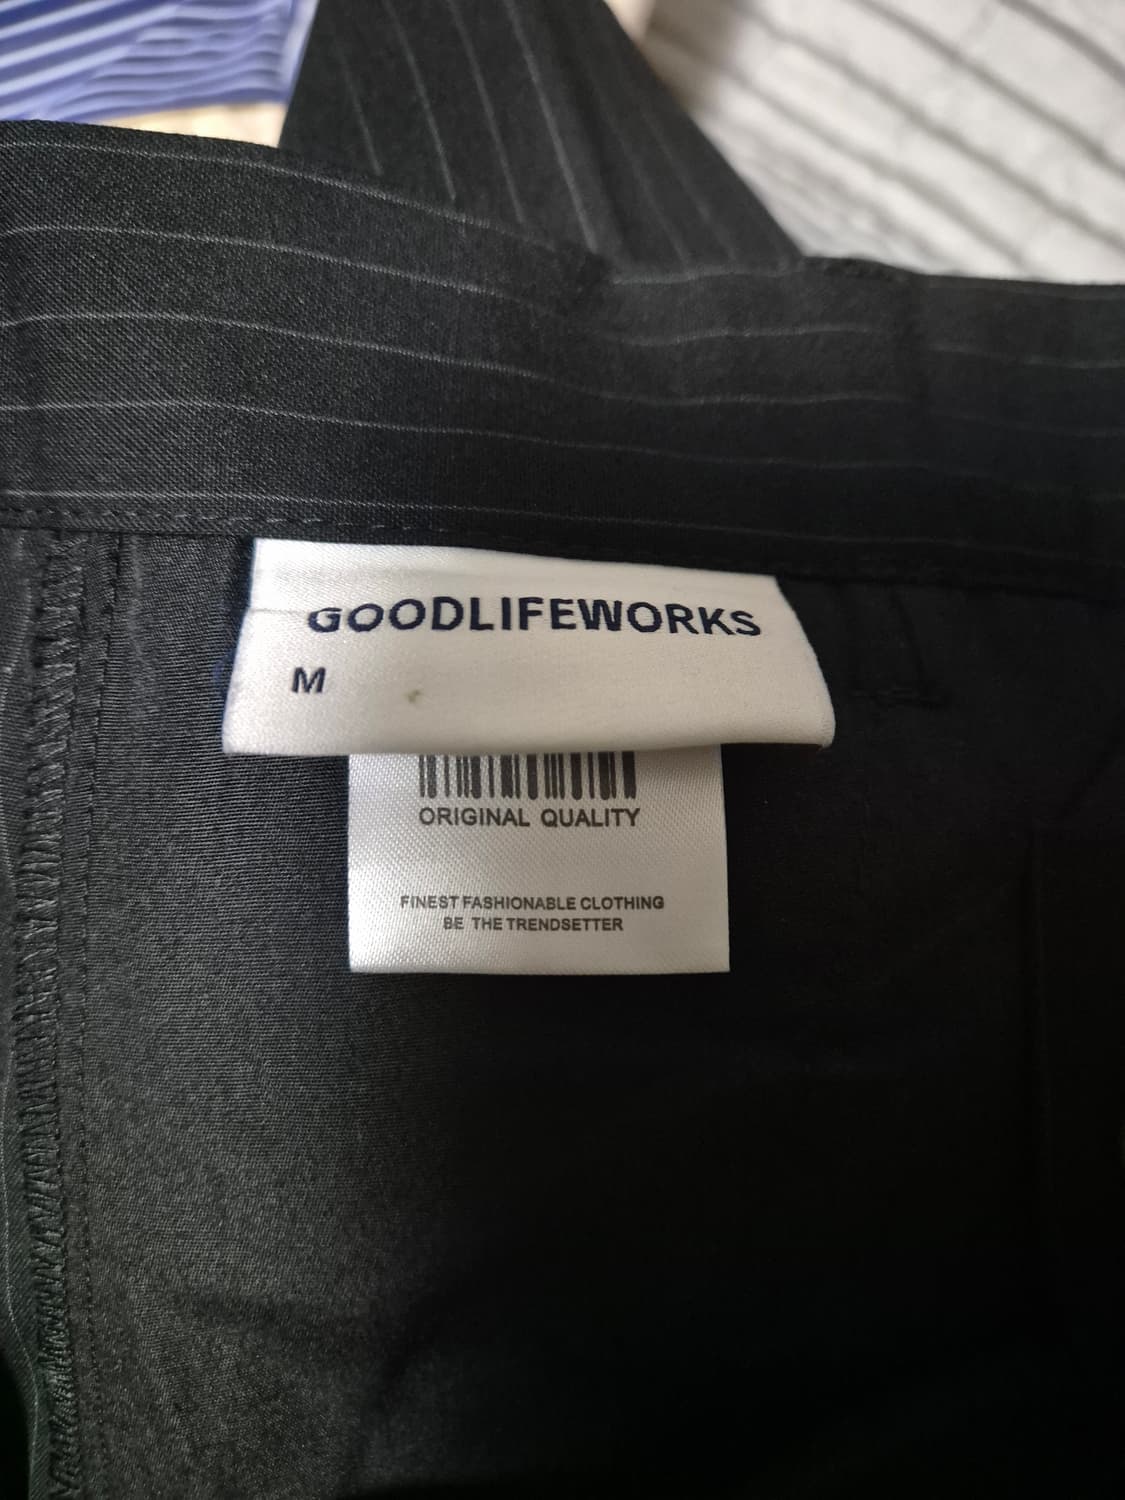 GOODLIFEWORKS
M
ORIGINAL QUALITY
FINEST FASHIONABLE CLOTHING
BE THE TRENDSETTER